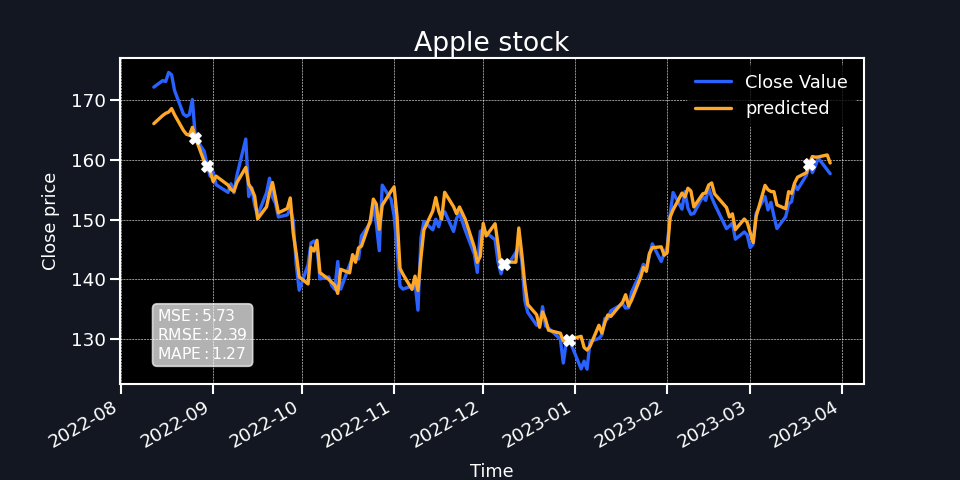 Apple stock
Close Value
predicted
170
160
150
140
130
Close price
MSE : 5.73
RMSE : 2.39
MAPE : 1.27
2022-08
2022-09
2022-10
2022-11
2022-12
2023-01
2023-02
2023-03
2023-04
Time